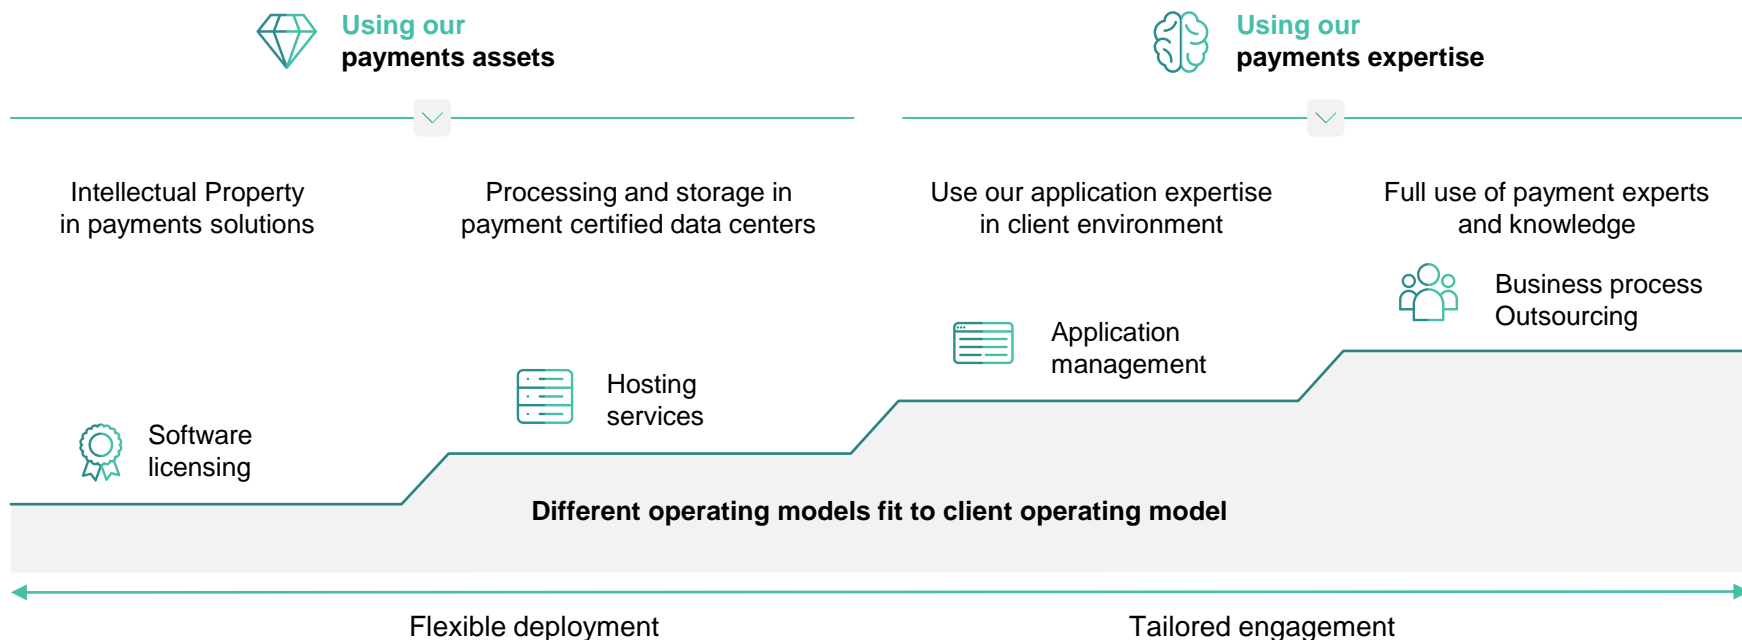 Using our
payments assets
Using our
payments expertise
Intellectual Property
in payments solutions
Processing and storage in
payment certified data centers
Use our application expertise
in client environment
Full use of payment experts
and knowledge
Software
licensing
Hosting
services
Application
management
Business process
Outsourcing
Different operating models fit to client operating model
Flexible deployment
Tailored engagement